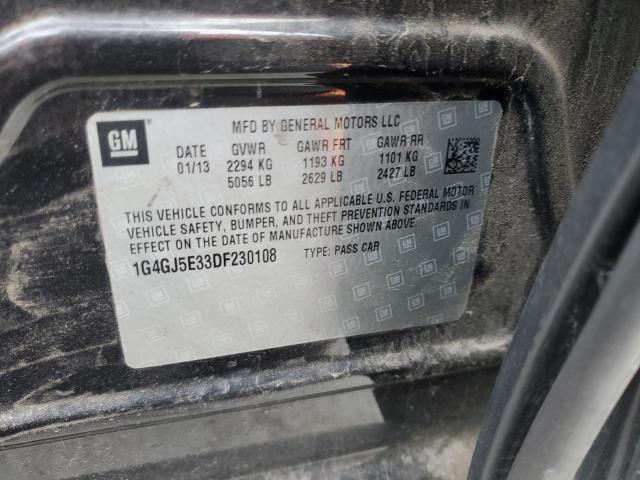 GM
MFD BY GENERAL MOTORS LLC
DATE GVWR GAWR FRT GAWR RR
01/13 2294 KG 1193 KG 1101 KG
5056 LB 2629 LB 2427 LB
THIS VEHICLE CONFORMS TO ALL APPLICABLE U.S. FEDERAL MOTOR
VEHICLE SAFETY, BUMPER, AND THEFT PREVENTION STANDARDS IN
EFFECT ON THE DATE OF MANUFACTURE SHOWN ABOVE.
1G4GJ5E33DF230108 TYPE: PASS CAR